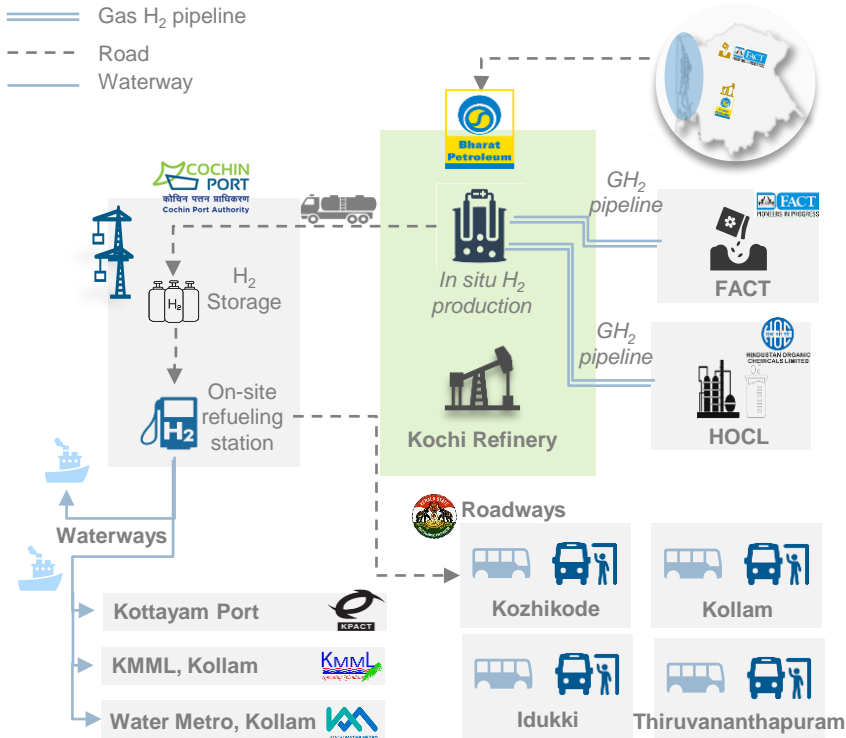 Gas H₂ pipeline
Road
Waterway
FACT
Bharat
Petroleum
COCHIN
PORT
कोचिन पत्तन प्राधिकरण
Cochin Port Authority
GH₂
pipeline
FACT
PIONEERS IN PROGRESS
FACT
In situ H₂
production
H₂
Storage
H₂
GH₂
pipeline
HINDUSTAN ORGANIC
CHEMICALS LIMITED
HOCL
On-site
refueling
station
H₂
Kochi Refinery
Waterways
Roadways
Kottayam Port
KPACT
Kozhikode
Kollam
KMML, Kollam
KMML
Water Metro, Kollam
Idukki
Thiruvananthapuram